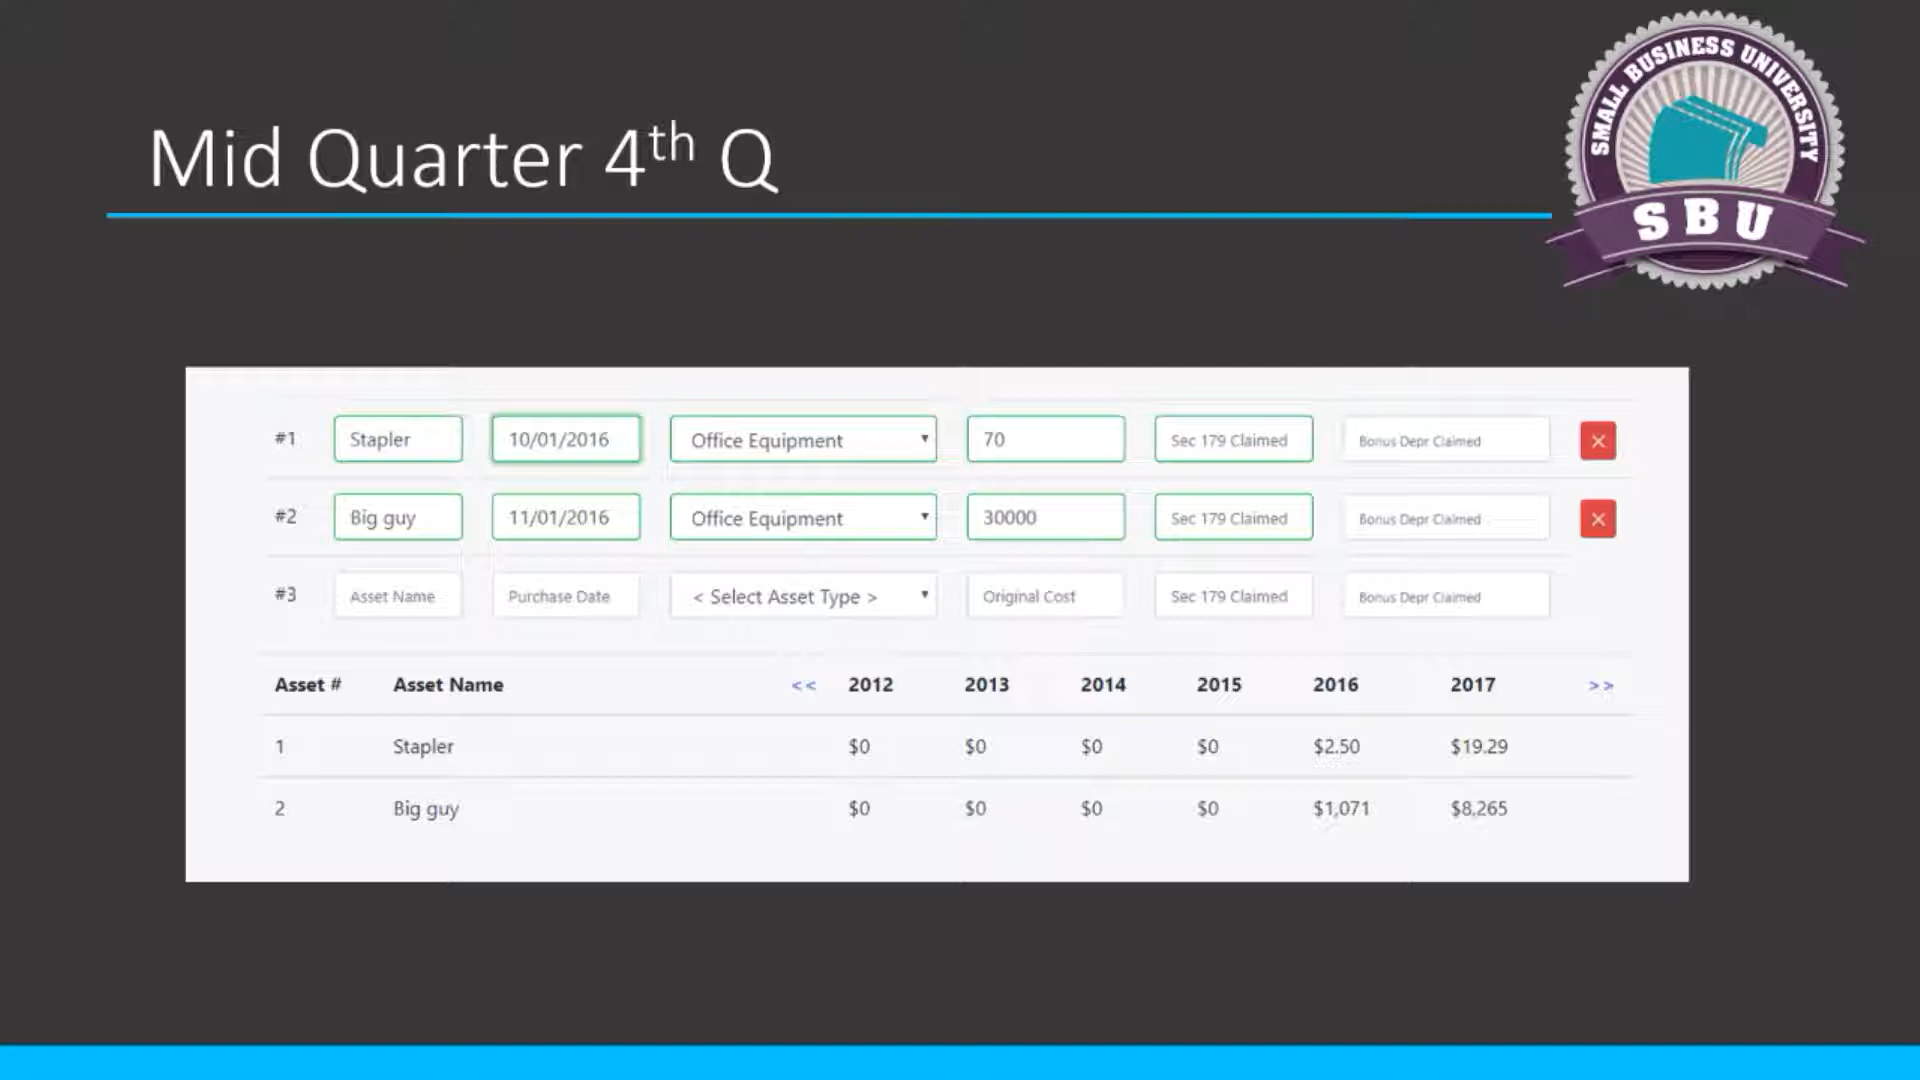 SMALL BUSINESS UNIVERSITY
SBU
Mid Quarter 4th Q
#1 Stapler 10/01/2016 Office Equipment 70 Sec 179 Claimed Bonus Depr Claimed
#2 Big guy 11/01/2016 Office Equipment 30000 Sec 179 Claimed Bonus Depr Claimed
#3 Asset Name Purchase Date < Select Asset Type > Original Cost Sec 179 Claimed Bonus Depr Claimed
Asset # Asset Name << 2012 2013 2014 2015 2016 2017 >>
1 Stapler $0 $0 $0 $0 $2.50 $19.29
2 Big guy $0 $0 $0 $0 $1,071 $8,265